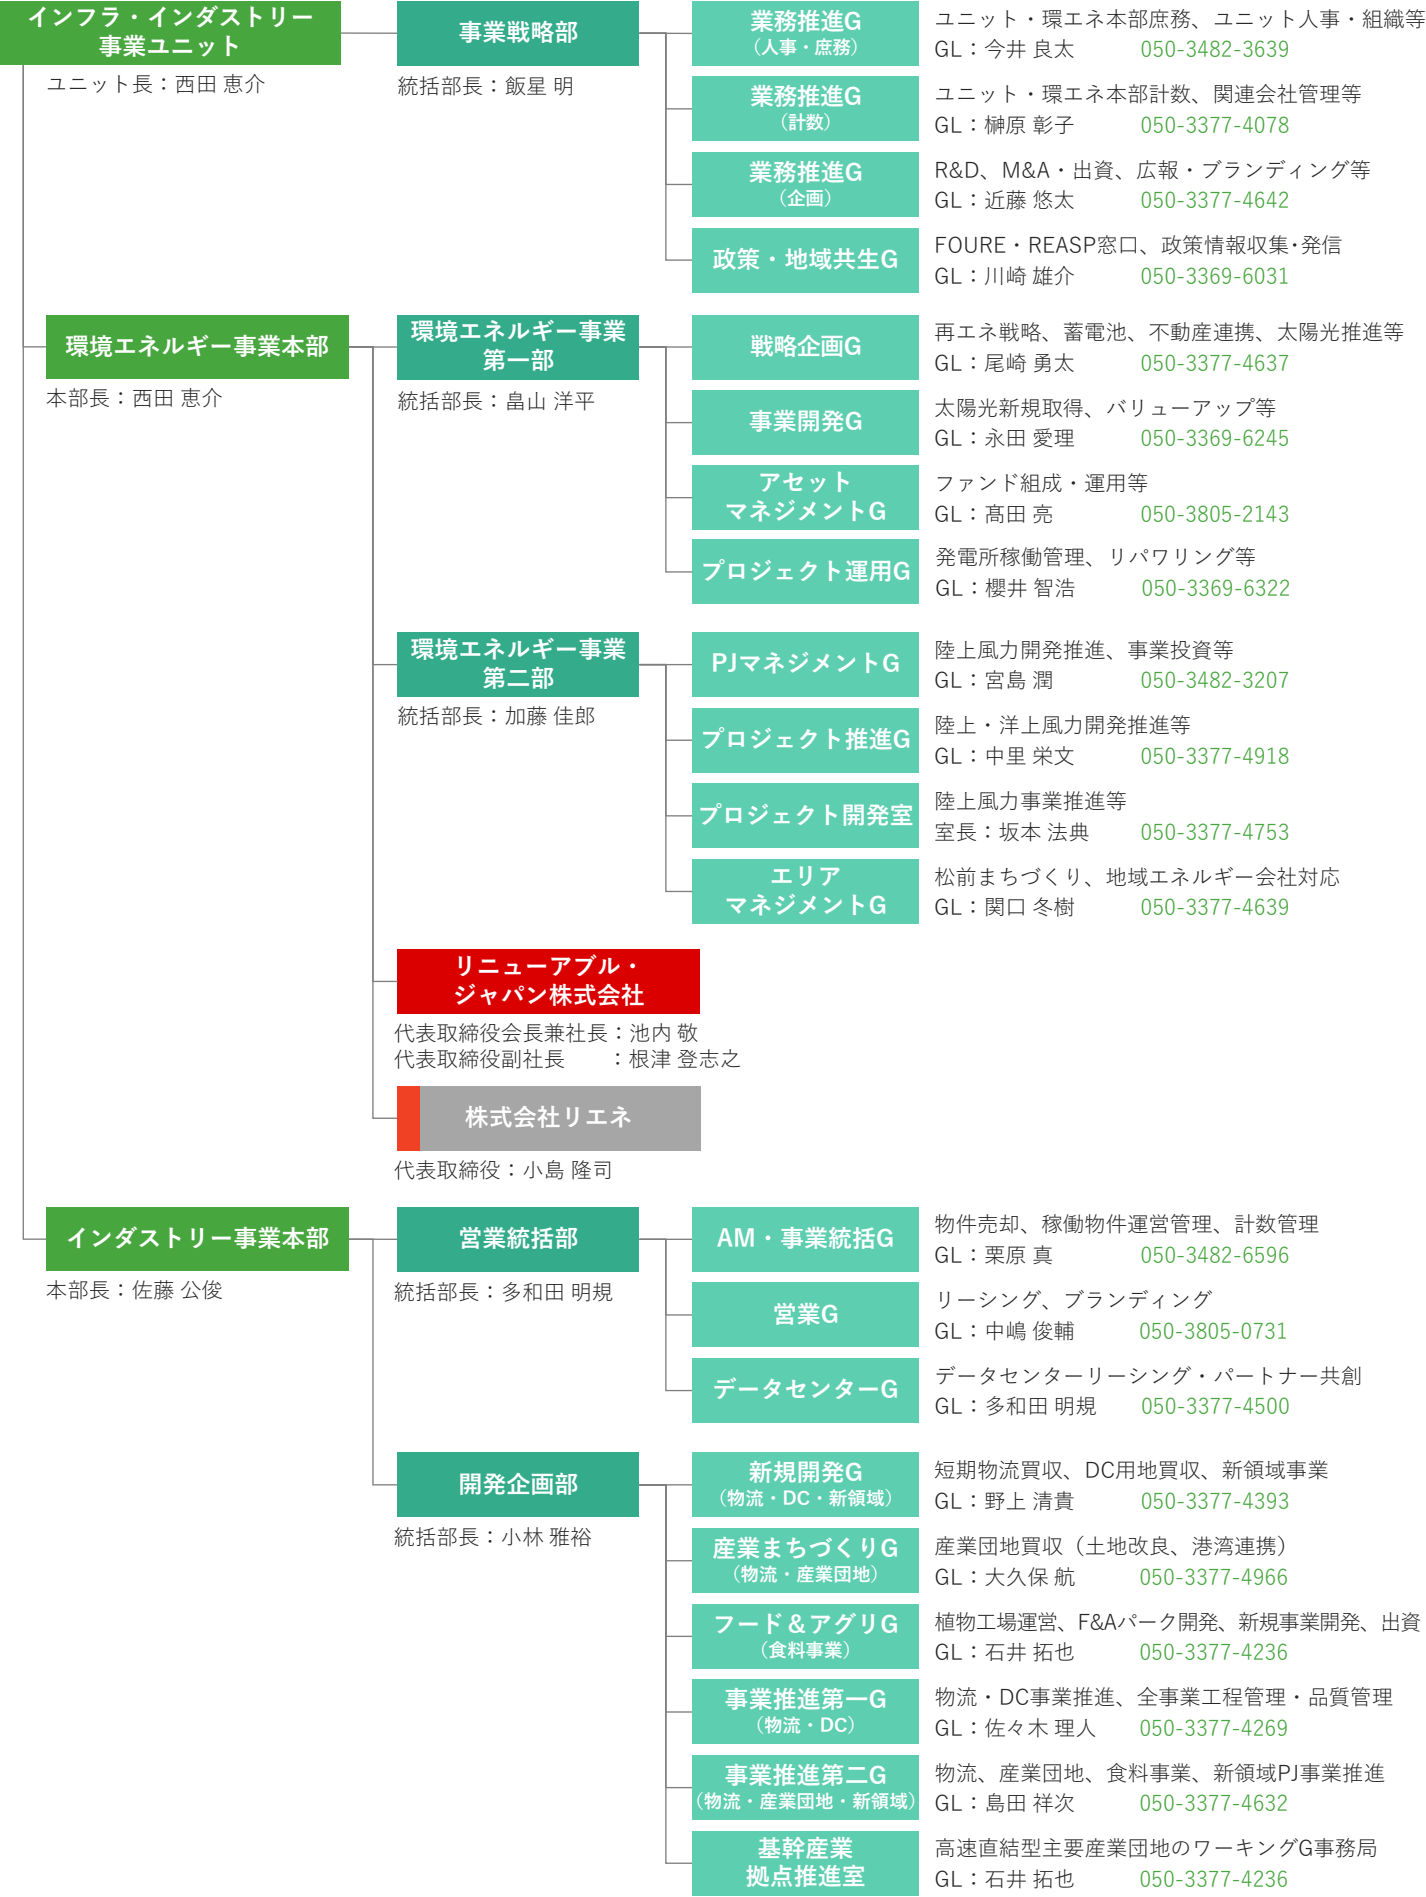 インフラ・インダストリー
事業ユニット
ユニット長：西田 恵介
事業戦略部
統括部長：飯星 明
業務推進G
（人事・庶務）
ユニット・環エネ本部庶務、ユニット人事・組織等
GL：今井 良太 050-3482-3639
業務推進G
（計数）
ユニット・環エネ本部計数、関連会社管理等
GL：榊原 彰子 050-3377-4078
業務推進G
（企画）
R&D、M&A・出資、広報・ブランディング等
GL：近藤 悠太 050-3377-4642
政策・地域共生G
FOURE・REASP窓口、政策情報収集・発信
GL：川崎 雄介 050-3369-6031
環境エネルギー事業本部
本部長：西田 恵介
環境エネルギー事業
第一部
統括部長：畠山 洋平
戦略企画G
再エネ戦略、蓄電池、不動産連携、太陽光推進等
GL：尾崎 勇太 050-3377-4637
事業開発G
太陽光新規取得、バリューアップ等
GL：永田 愛理 050-3369-6245
アセット
マネジメントG
ファンド組成・運用等
GL：髙田 亮 050-3805-2143
プロジェクト運用G
発電所稼働管理、リパワリング等
GL：櫻井 智浩 050-3369-6322
環境エネルギー事業
第二部
統括部長：加藤 佳郎
PJマネジメントG
陸上風力開発推進、事業投資等
GL：宮島 潤 050-3482-3207
プロジェクト推進G
陸上・洋上風力開発推進等
GL：中里 栄文 050-3377-4918
プロジェクト開発室
陸上風力事業推進等
室長：坂本 法典 050-3377-4753
エリア
マネジメントG
松前まちづくり、地域エネルギー会社対応
GL：関口 冬樹 050-3377-4639
リニューアブル・
ジャパン株式会社
代表取締役会長兼社長：池内 敬
代表取締役副社長　　：根津 登志之
株式会社リエネ
代表取締役：小島 隆司
インダストリー事業本部
本部長：佐藤 公俊
営業統括部
統括部長：多和田 明規
AM・事業統括G
物件売却、稼働物件運営管理、計数管理
GL：栗原 真 050-3482-6596
営業G
リーシング、ブランディング
GL：中嶋 俊輔 050-3805-0731
データセンターG
データセンターリーシング・パートナー共創
GL：多和田 明規 050-3377-4500
開発企画部
統括部長：小林 雅裕
新規開発G
（物流・DC・新領域）
短期物流買収、DC用地買収、新領域事業
GL：野上 清貴 050-3377-4393
産業まちづくりG
（物流・産業団地）
産業団地買収（土地改良、港湾連携）
GL：大久保 航 050-3377-4966
フード＆アグリG
（食料事業）
植物工場運営、F&Aパーク開発、新規事業開発、出資
GL：石井 拓也 050-3377-4236
事業推進第一G
（物流・DC）
物流・DC事業推進、全事業工程管理・品質管理
GL：佐々木 理人 050-3377-4269
事業推進第二G
（物流・産業団地・新領域）
物流、産業団地、食料事業、新領域PJ事業推進
GL：島田 祥次 050-3377-4632
基幹産業
拠点推進室
高速直結型主要産業団地のワーキングG事務局
GL：石井 拓也 050-3377-4236